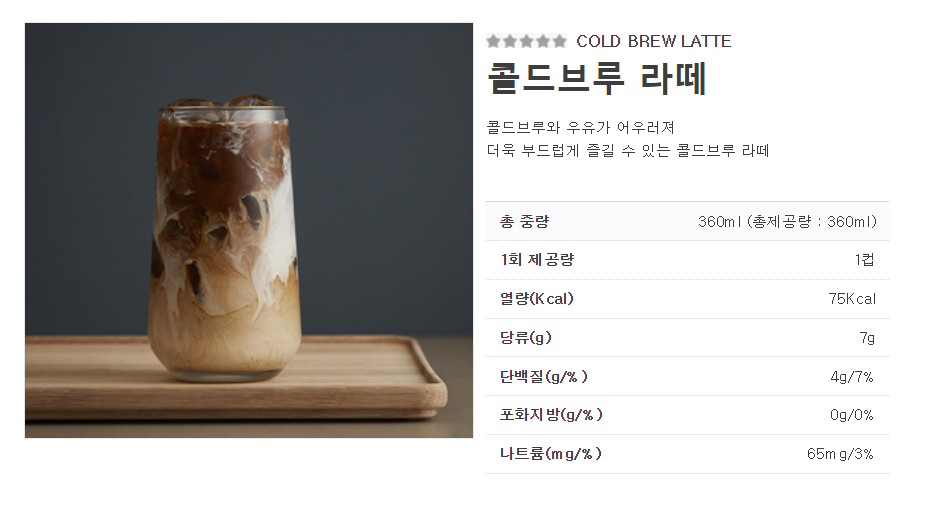 COLD BREW LATTE
콜드브루 라떼
콜드브루와 우유가 어우러져
더욱 부드럽게 즐길 수 있는 콜드브루 라떼
총 중량 360ml (총제공량 : 360ml)
1회 제공량 1컵
열량(Kcal) 75Kcal
당류(g) 7g
단백질(g/%) 4g/7%
포화지방(g/%) 0g/0%
나트륨(mg/%) 65mg/3%